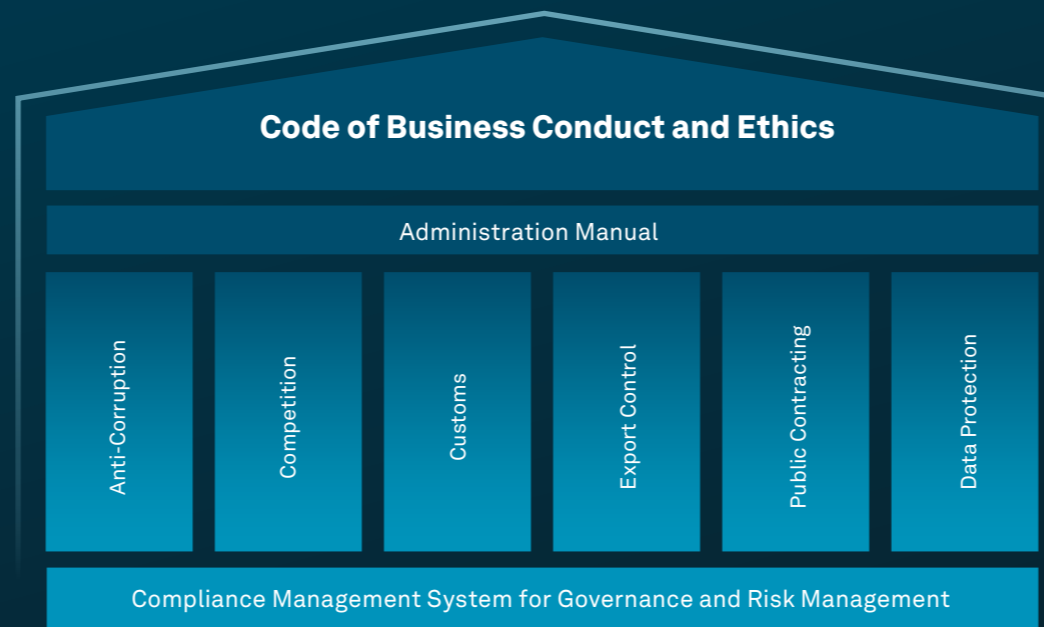 Code of Business Conduct and Ethics
Administration Manual
Anti-Corruption
Competition
Customs
Export Control
Public Contracting
Data Protection
Compliance Management System for Governance and Risk Management